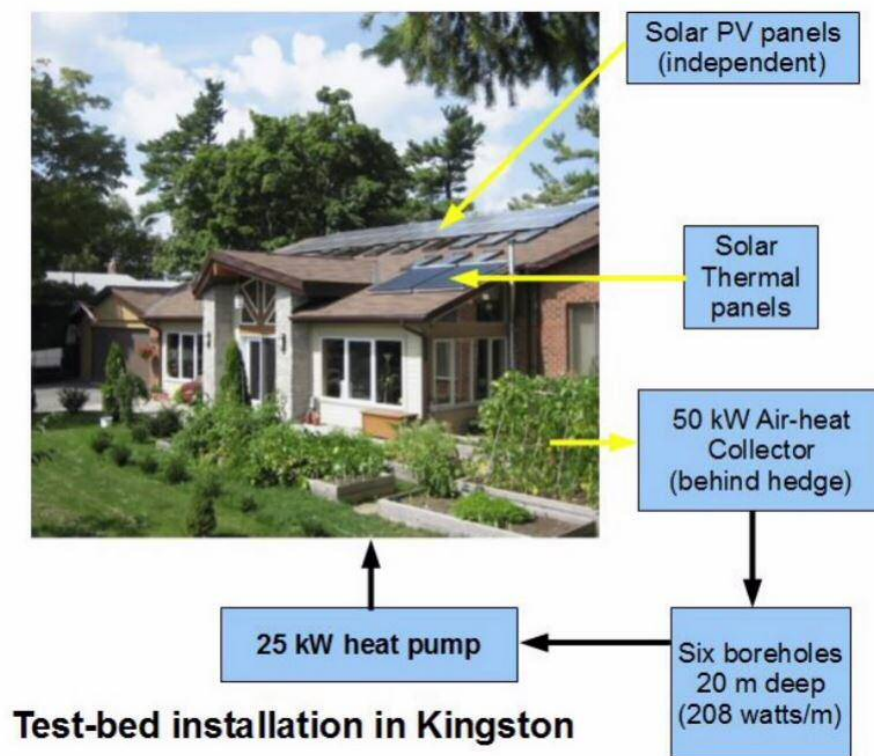 Solar PV panels
(independent)
Solar
Thermal
panels
50 kW Air-heat
Collector
(behind hedge)
25 kW heat pump
Six boreholes
20 m deep
(208 watts/m)
Test-bed installation in Kingston